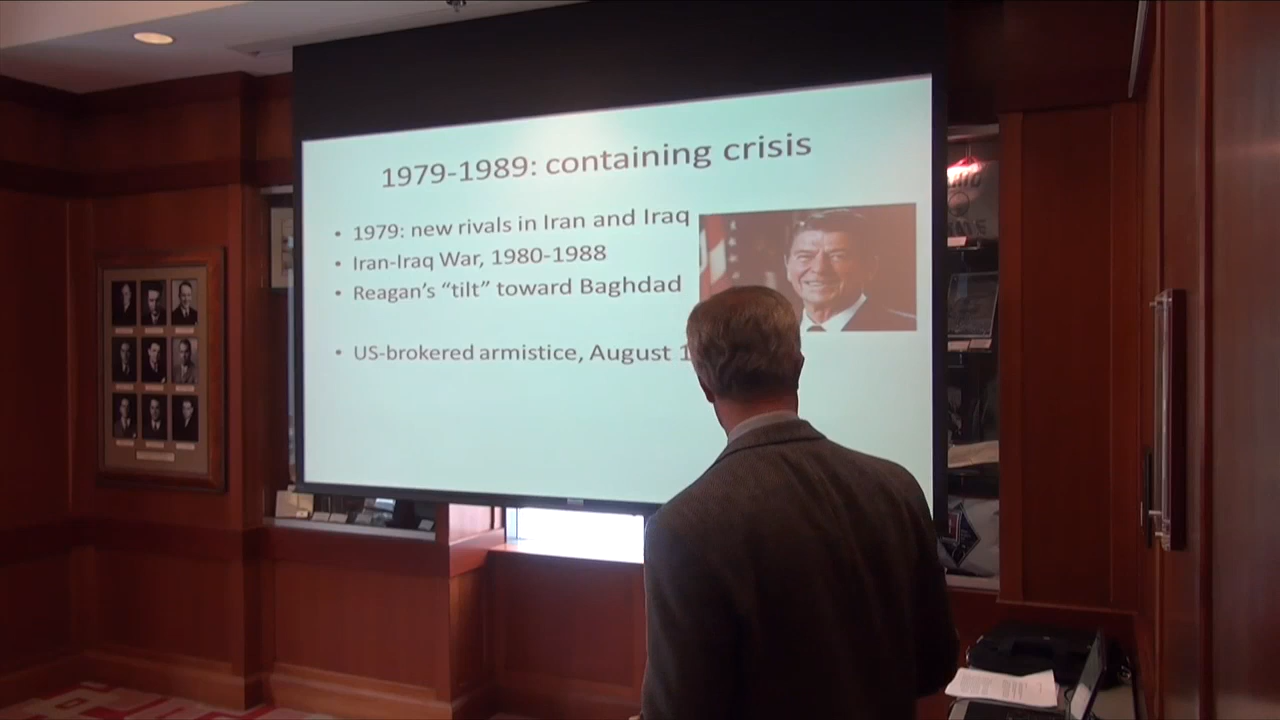 1979-1989: containing crisis
• 1979: new rivals in Iran and Iraq
• Iran-Iraq War, 1980-1988
• Reagan's “tilt” toward Baghdad
• US-brokered armistice, August 1